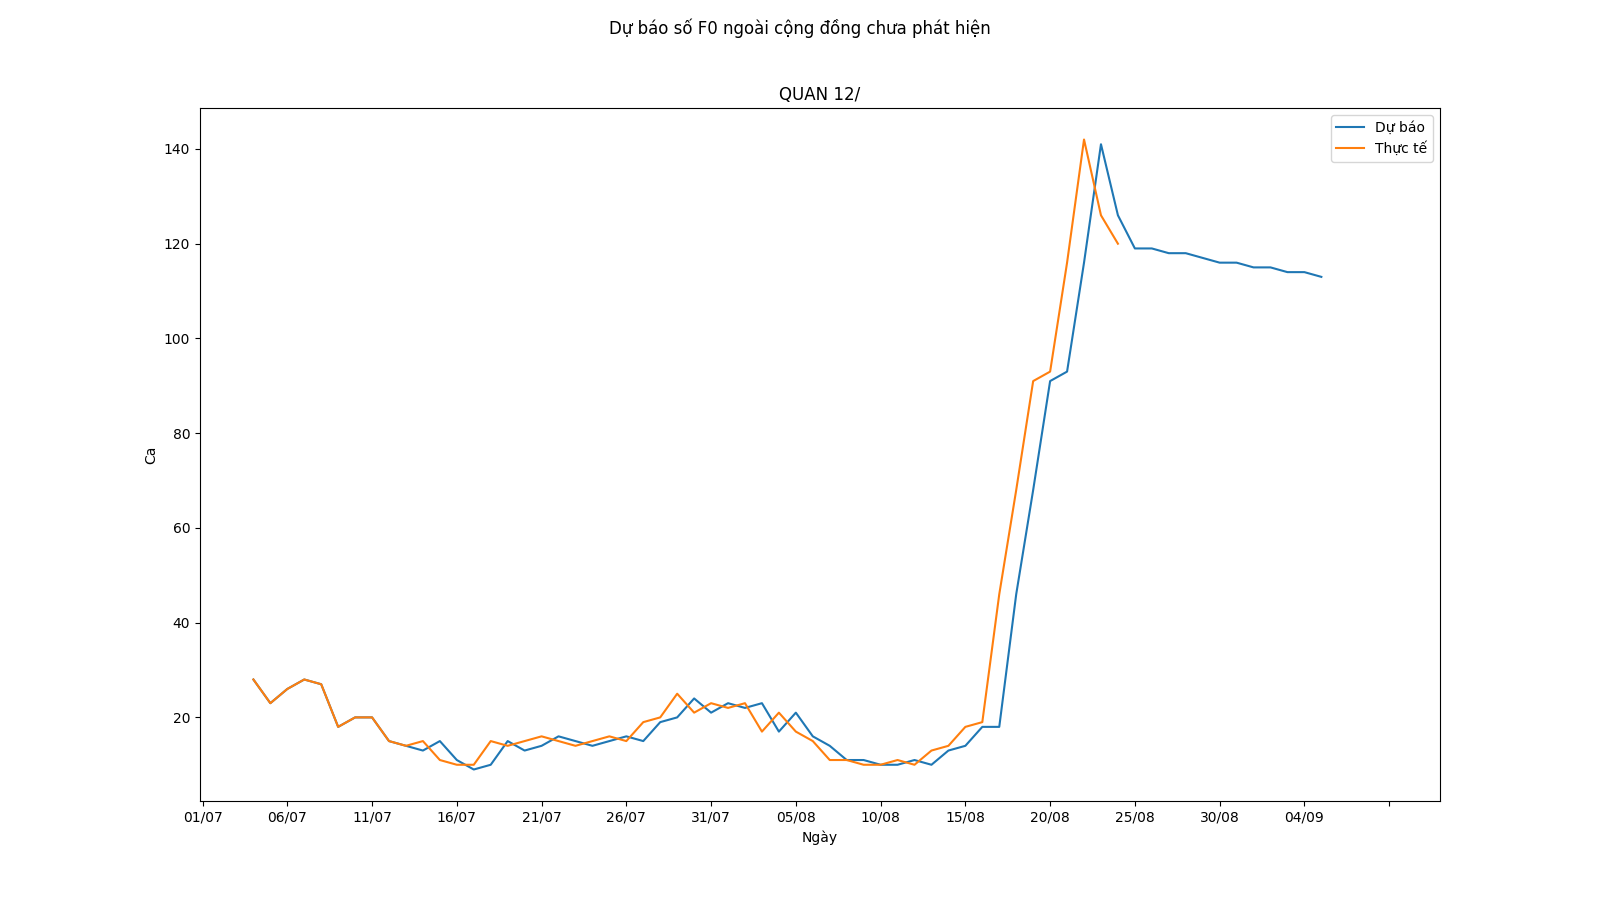 Dự báo số F0 ngoài cộng đồng chưa phát hiện
QUAN 12/
Dự báo
Thực tế
140
120
100
80
60
40
20
Ca
01/07 06/07 11/07 16/07 21/07 26/07 31/07 05/08 10/08 15/08 20/08 25/08 30/08 04/09
Ngày